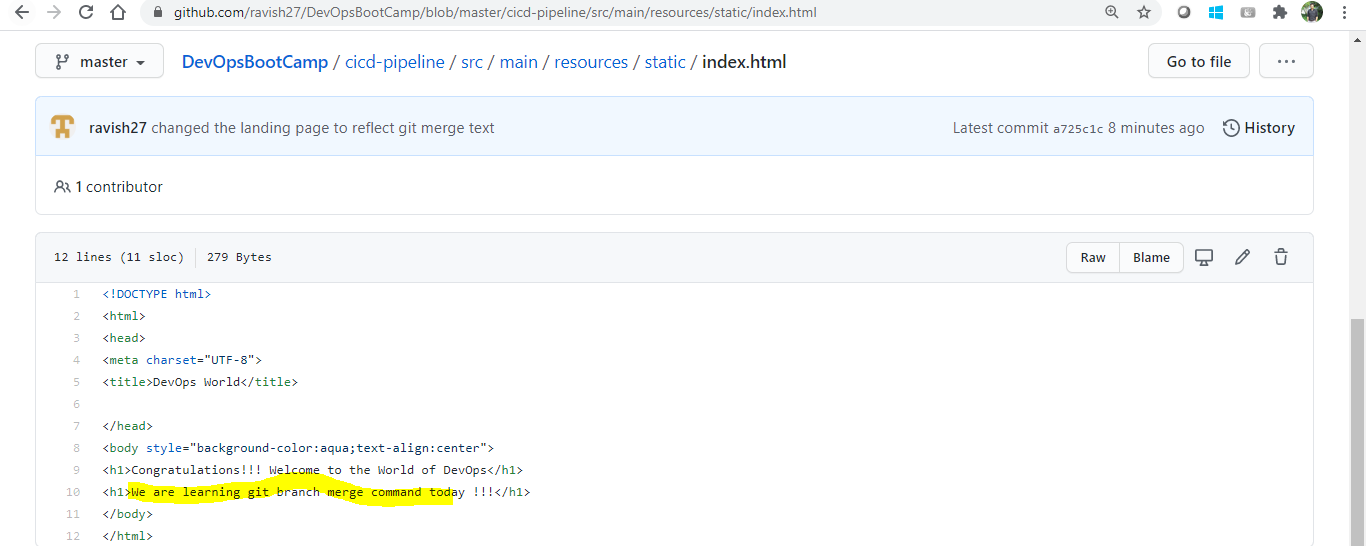 github.com/ravish27/DevOpsBootCamp/blob/master/cicd-pipeline/src/main/resources/static/index.html
master DevOpsBootCamp / cicd-pipeline / src / main / resources / static / index.html Go to file ...
ravish27 changed the landing page to reflect git merge text Latest commit a725c1c 8 minutes ago History
1 contributor
12 lines (11 sloc) 279 Bytes Raw Blame
1 <!DOCTYPE html>
2 <html>
3 <head>
4 <meta charset="UTF-8">
5 <title>DevOps World</title>
6
7 </head>
8 <body style="background-color:aqua;text-align:center">
9 <h1>Congratulations!!! Welcome to the World of DevOps</h1>
10 <h1>We are learning git branch merge command today !!!</h1>
11 </body>
12 </html>